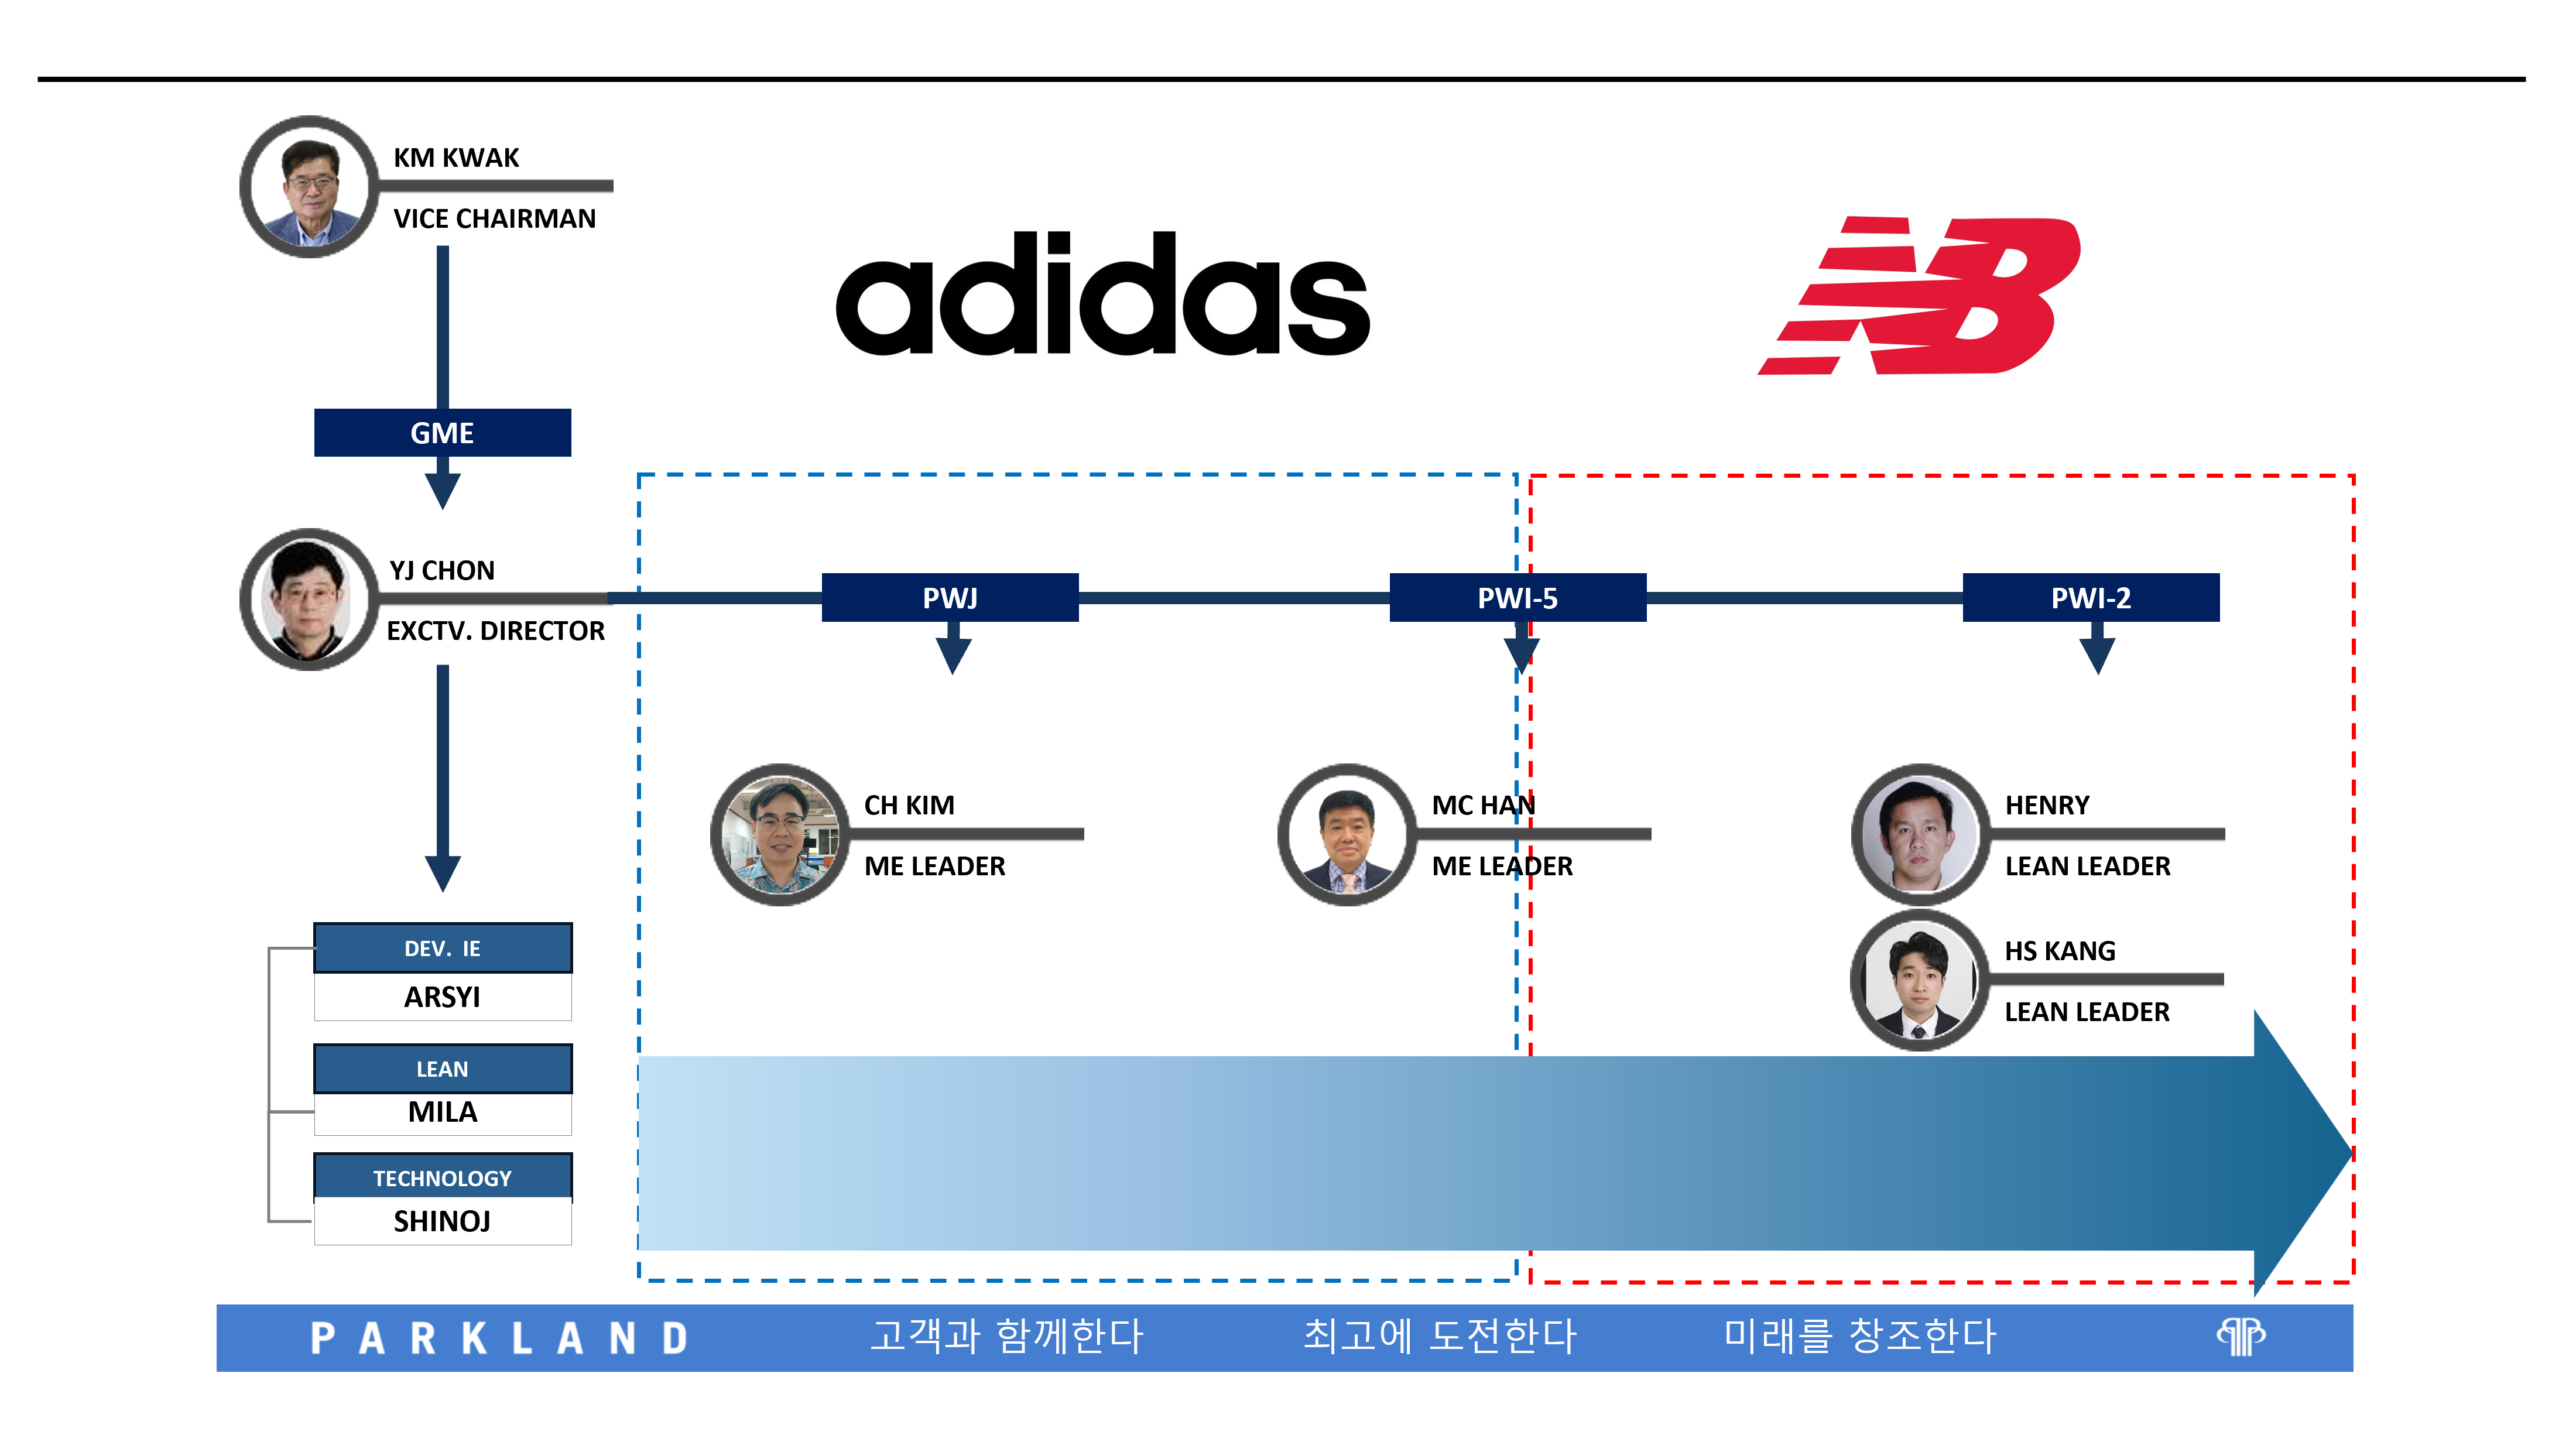 KM KWAK
VICE CHAIRMAN
adidas
NB
GME
YJ CHON
EXCTV. DIRECTOR
PWJ
PWI-5
PWI-2
CH KIM
ME LEADER
MC HAN
ME LEADER
HENRY
LEAN LEADER
HS KANG
LEAN LEADER
DEV. IE
ARSYI
LEAN
MILA
TECHNOLOGY
SHINOJ
PARKLAND 고객과 함께한다 최고에 도전한다 미래를 창조한다